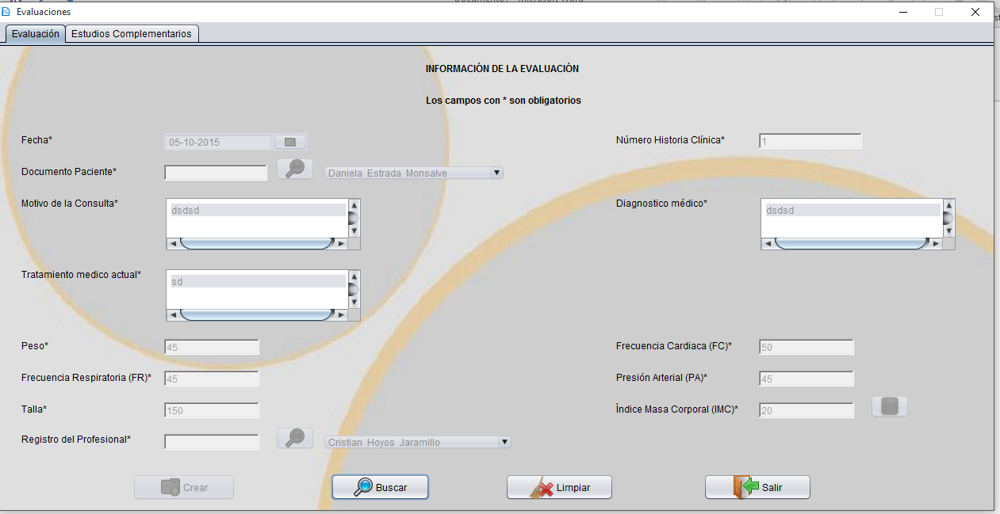 Documento1 - Microsoft Word
Evaluaciones
Evaluación
Estudios Complementarios
INFORMACIÓN DE LA EVALUACIÓN
Los campos con * son obligatorios
Fecha*
05-10-2015
Número Historia Clínica*
1
Documento Paciente*
Daniela Estrada Monsalve
Motivo de la Consulta*
dsdsd
Diagnostico médico*
dsdsd
Tratamiento medico actual*
sd
Peso*
45
Frecuencia Cardiaca (FC)*
50
Frecuencia Respiratoria (FR)*
45
Presión Arterial (PA)*
45
Talla*
150
Índice Masa Corporal (IMC)*
20
Registro del Profesional*
Cristian Hoyos Jaramillo
Crear
Buscar
Limpiar
Salir